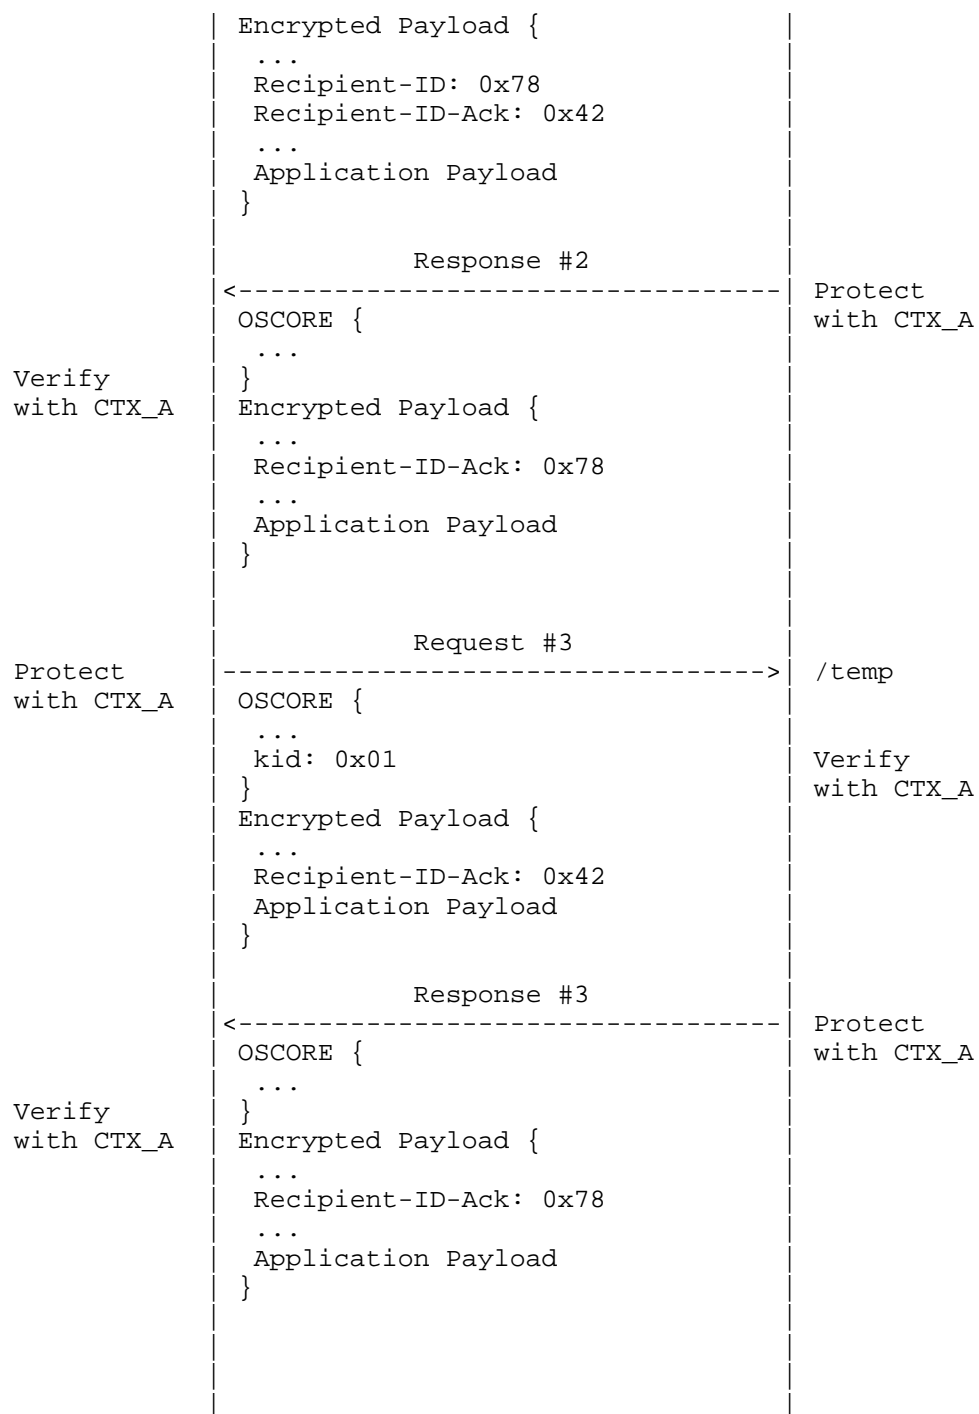 | Encrypted Payload {               |
                 |  ...                              |
                 |  Recipient-ID: 0x78               |
                 |  Recipient-ID-Ack: 0x42           |
                 |  ...                              |
                 |  Application Payload              |
                 | }                                 |
                 |                                   |
                 |            Response #2            |
                 |<----------------------------------| Protect
                 | OSCORE {                          | with CTX_A
                 |  ...                              |
    Verify       | }                                 |
    with CTX_A   | Encrypted Payload {               |
                 |  ...                              |
                 |  Recipient-ID-Ack: 0x78           |
                 |  ...                              |
                 |  Application Payload              |
                 | }                                 |
                 |                                   |
                 |                                   |
                 |            Request #3             |
    Protect      |---------------------------------->| /temp
    with CTX_A   | OSCORE {                          |
                 |  ...                              |
                 |  kid: 0x01                        | Verify
                 | }                                 | with CTX_A
                 | Encrypted Payload {               |
                 |  ...                              |
                 |  Recipient-ID-Ack: 0x42           |
                 |  Application Payload              |
                 | }                                 |
                 |                                   |
                 |            Response #3            |
                 |<----------------------------------| Protect
                 | OSCORE {                          | with CTX_A
                 |  ...                              |
    Verify       | }                                 |
    with CTX_A   | Encrypted Payload {               |
                 |  ...                              |
                 |  Recipient-ID-Ack: 0x78           |
                 |  ...                              |
                 |  Application Payload              |
                 | }                                 |
                 |                                   |
                 |                                   |
                 |                                   |
                 |                                   |